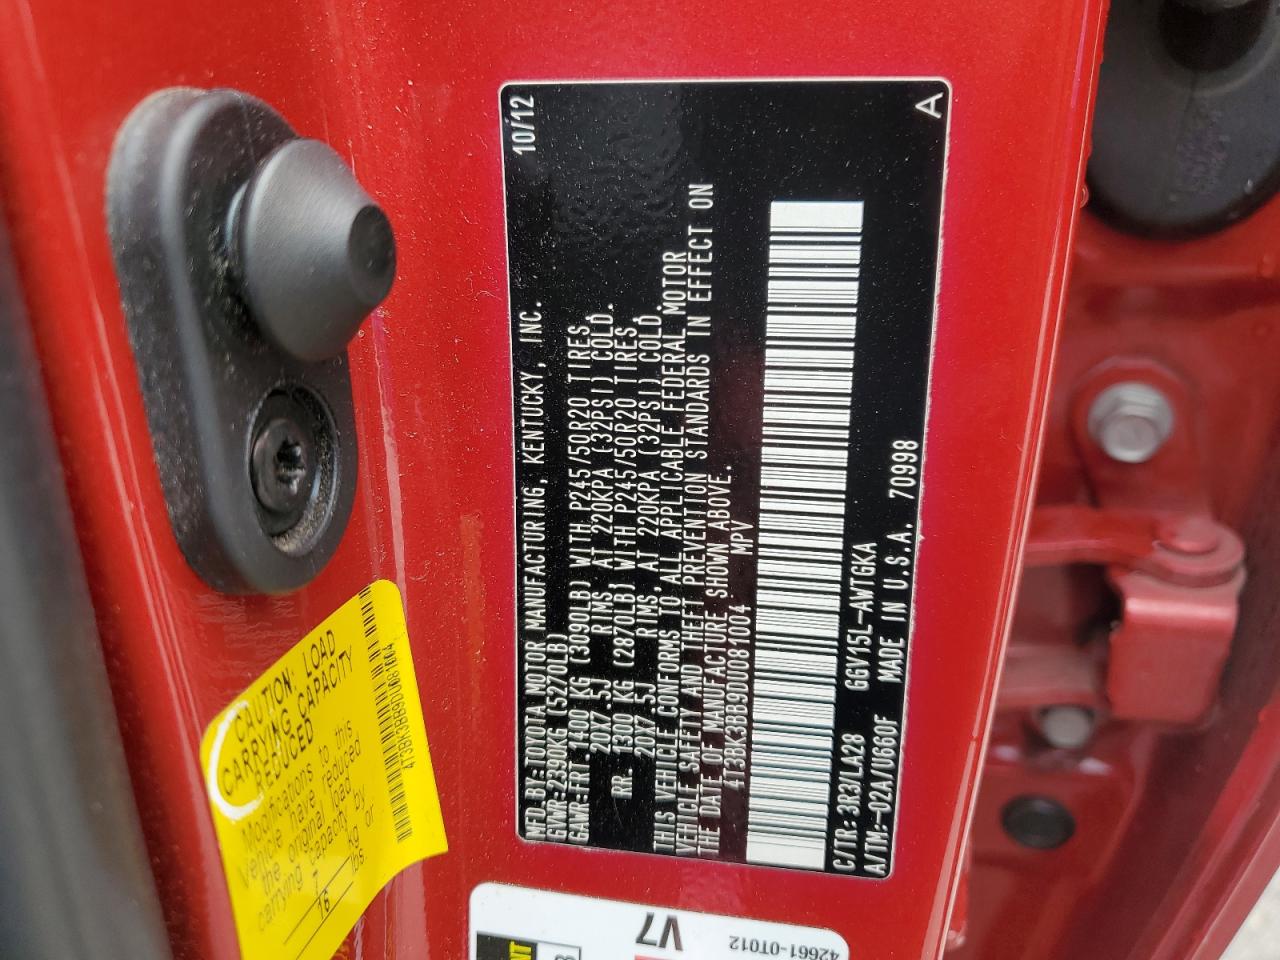 10/12
MFD.BY:TOYOTA MOTOR MANUFACTURING, KENTUCKY, INC.
GVWR:2390KG (5270LB)
GAWR:FRT 1400 KG (3090LB) WITH P245/50R20 TIRES.
20X7.5J RIMS, AT 220KPA (32PSI) COLD.
RR. 1300 KG (2870LB) WITH P245/50R20 TIRES.
20X7.5J RIMS, AT 220KPA (32PSI) COLD.
THIS VEHICLE CONFORMS TO ALL APPLICABLE FEDERAL MOTOR
VEHICLE SAFETY AND THEFT PREVENTION STANDARDS IN EFFECT ON
THE DATE OF MANUFACTURE SHOWN ABOVE.
4T3BK3BB9DU081004 MPV
C/TR:3R3/LA28 GGV15L-AWTGKA
A/TM:-02A/U660F MADE IN U.S.A. 70998
A
CAUTION: LOAD
CARRYING CAPACITY
REDUCED
Modifications to this
Vehicle have reduced
the original load
carrying capacity by
7 kg or
16 lbs.
4T3BK3BB9DU081004
V7
42661-0T012